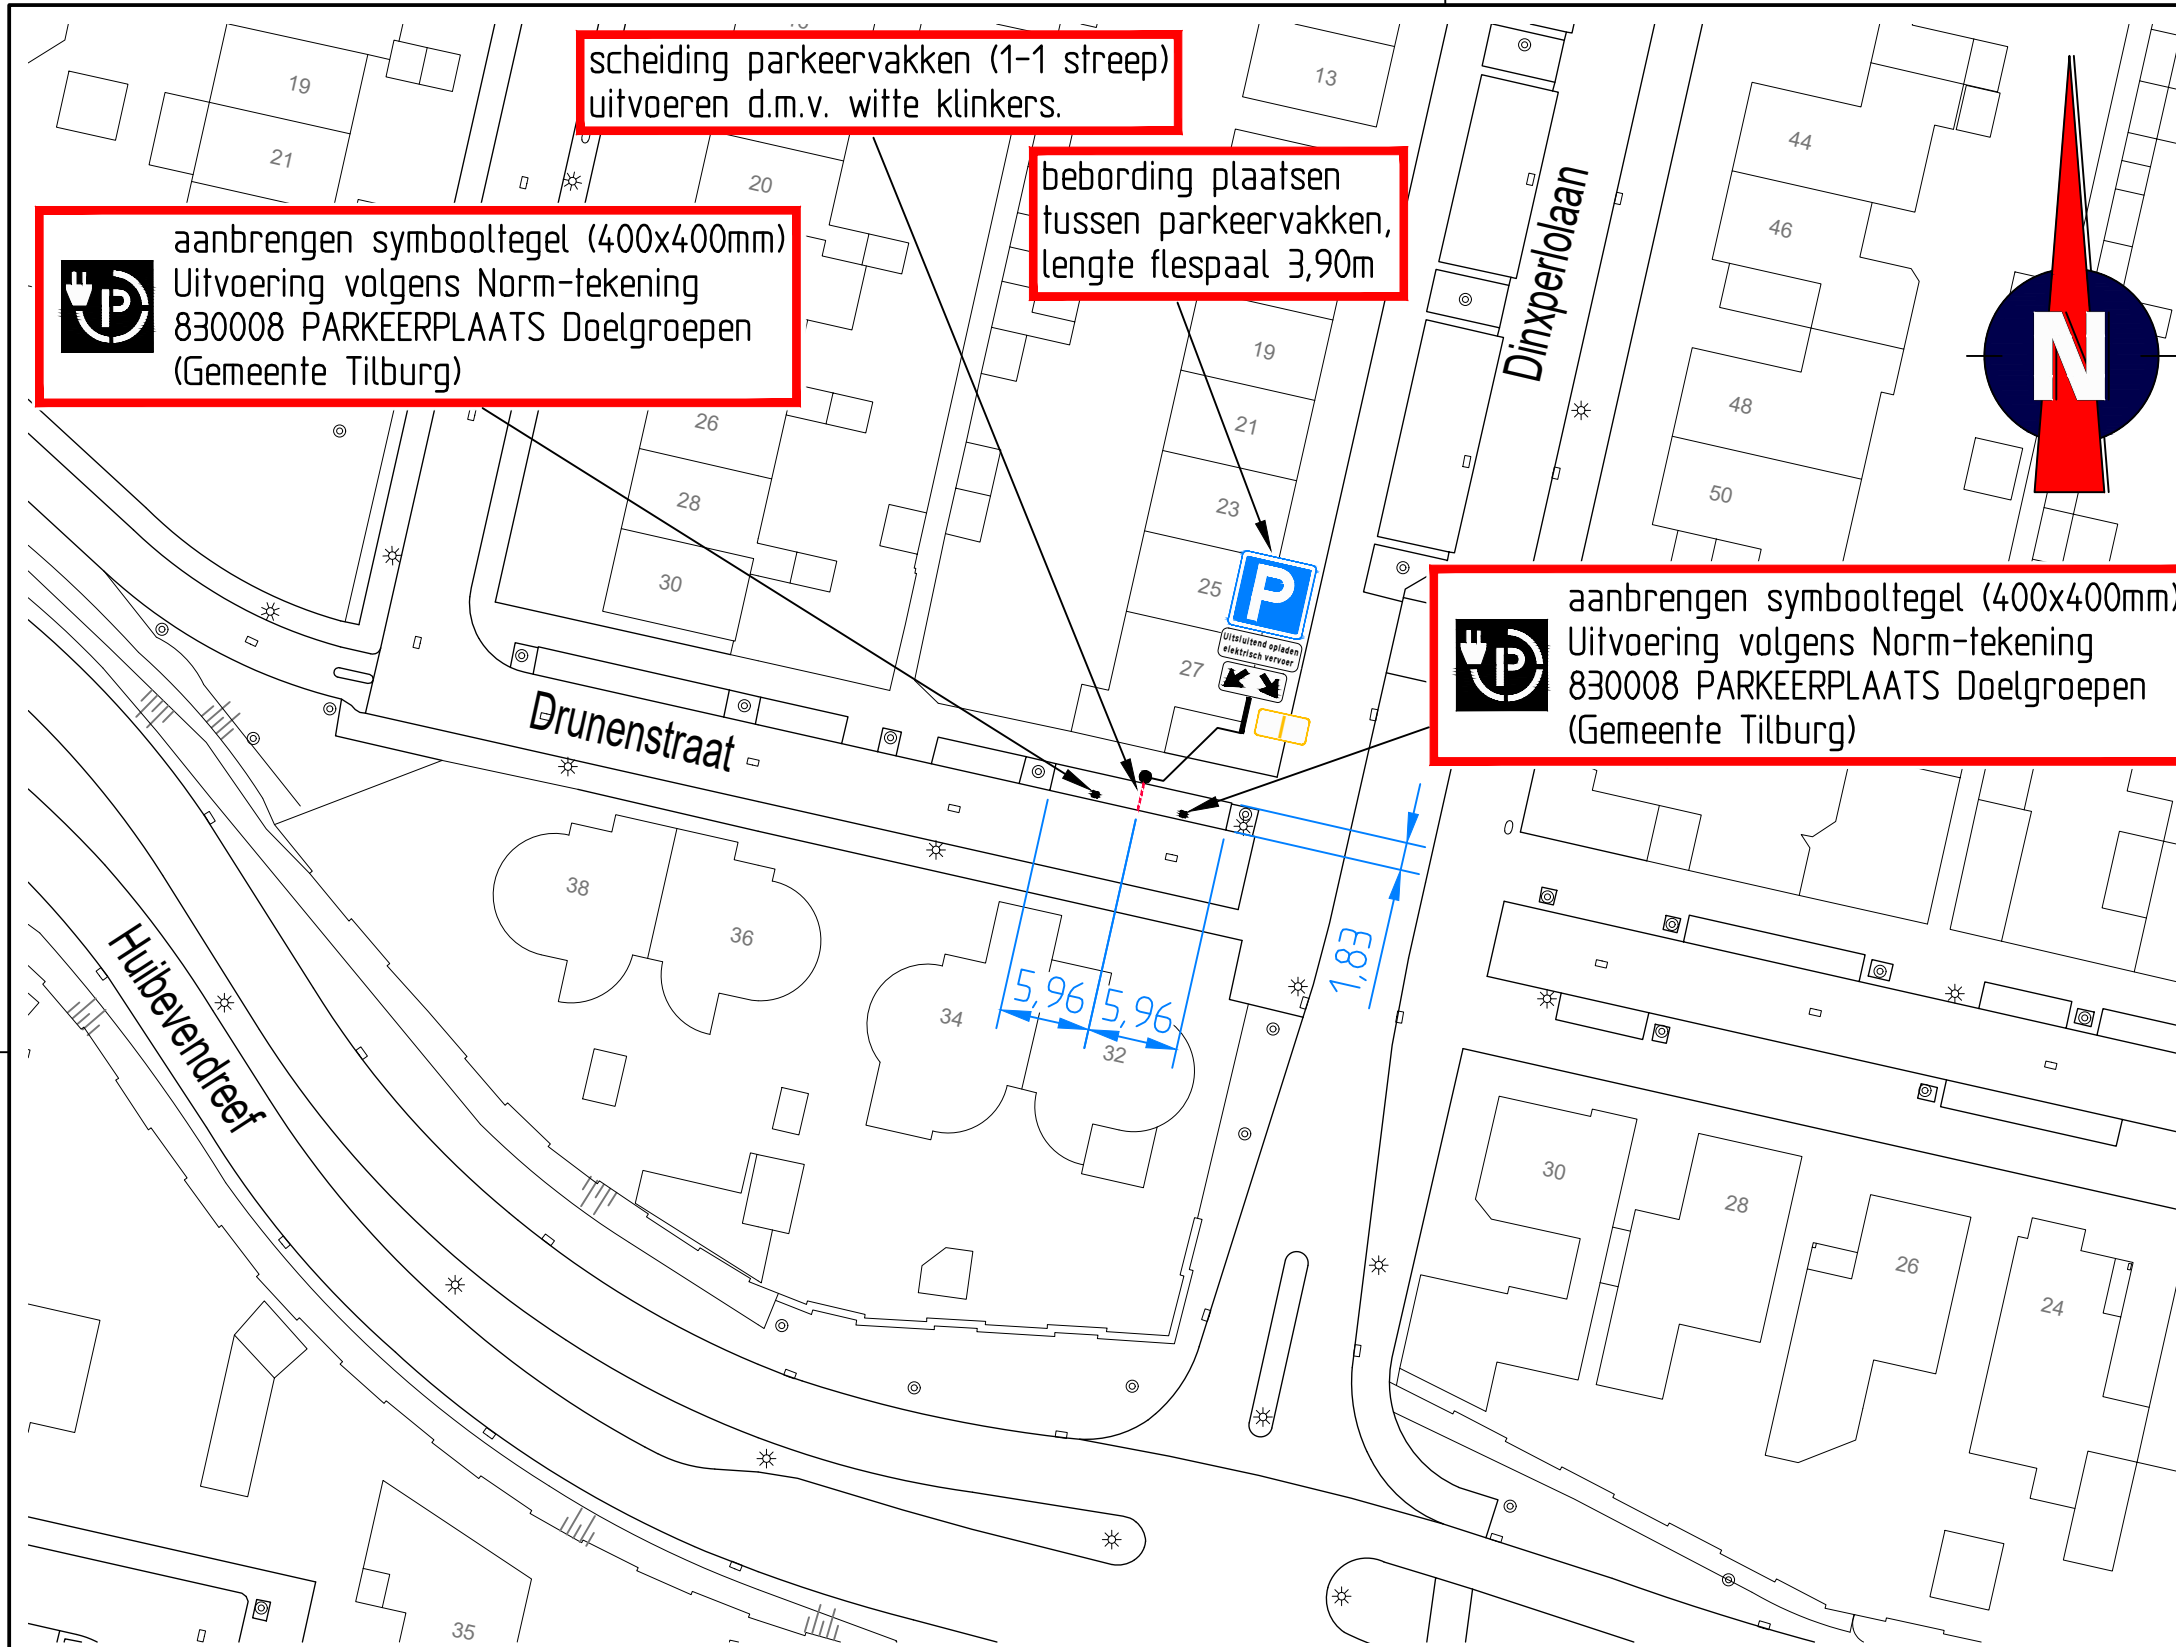 scheiding parkeervakken (1-1 streep)
uitvoeren d.m.v. witte klinkers.
bebording plaatsen
tussen parkeervakken,
lengte flespaal 3,90m
aanbrengen symbooltegel (400x400mm)
Uitvoering volgens Norm-tekening
830008 PARKEERPLAATS Doelgroepen
(Gemeente Tilburg)
P
aanbrengen symbooltegel (400x400mm)
Uitvoering volgens Norm-tekening
830008 PARKEERPLAATS Doelgroepen
(Gemeente Tilburg)
P
P
Uitsluitend opladen
elektrisch vervoer
N
Dinxperlolaan
Drunenstraat
Huibevendreef
5,96
5,96
1,83
19
21
20
26
28
30
13
19
21
23
25
27
44
46
48
50
38
36
34
32
30
28
26
24
35